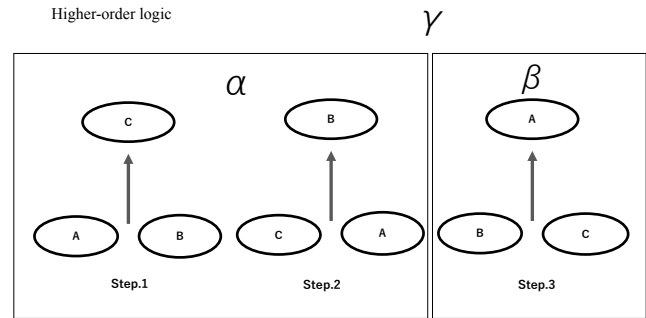 Higher-order logic
γ
α
β
C
B
A
A
B
C
A
B
C
Step.1
Step.2
Step.3